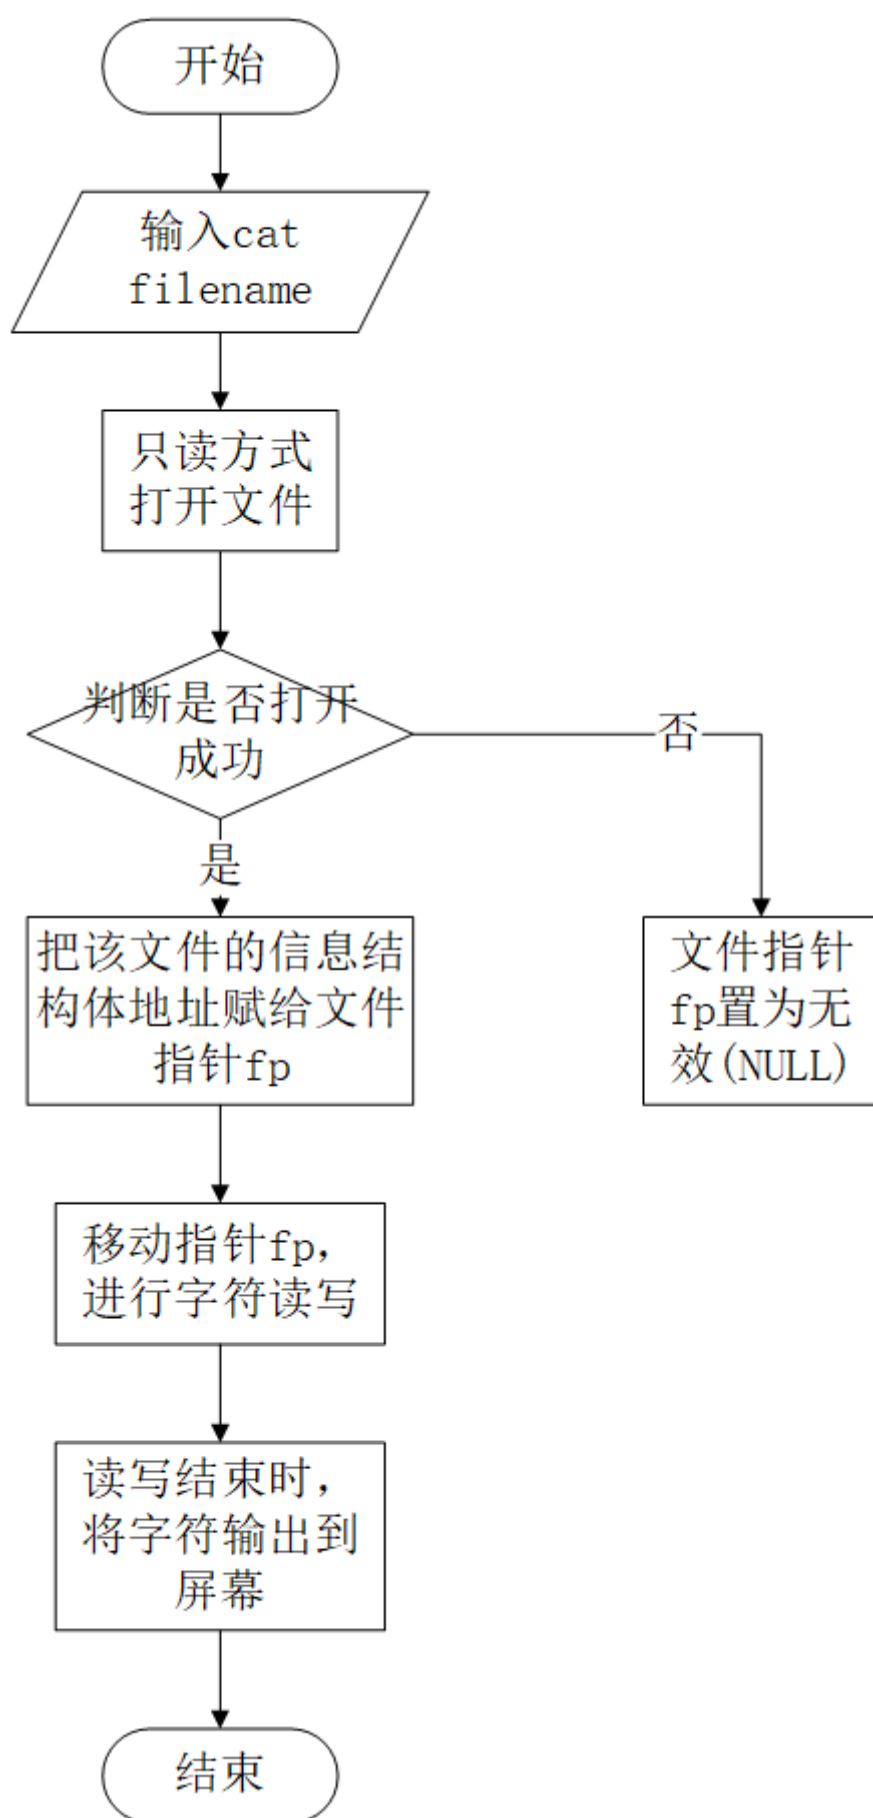 开始
输入cat
filename
只读方式
打开文件
判断是否打开
成功
否
是
把该文件的信息结
构体地址赋给文件
指针fp
文件指针
fp置为无
效(NULL)
移动指针fp,
进行字符读写
读写结束时,
将字符输出到
屏幕
结束